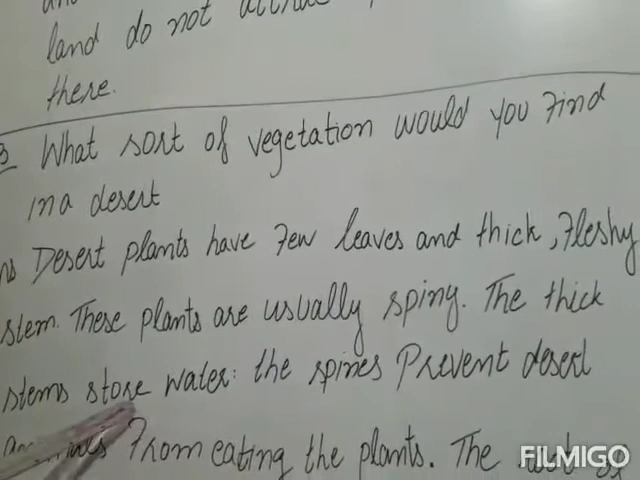 land do not
there.
3 What sort of vegetation would you find
in a desert
Ans Desert plants have few leaves and thick, fleshy
stem. These plants are usually spiny. The thick
stems store water: the spines Prevent desert
from eating the plants. The
FILMIGO